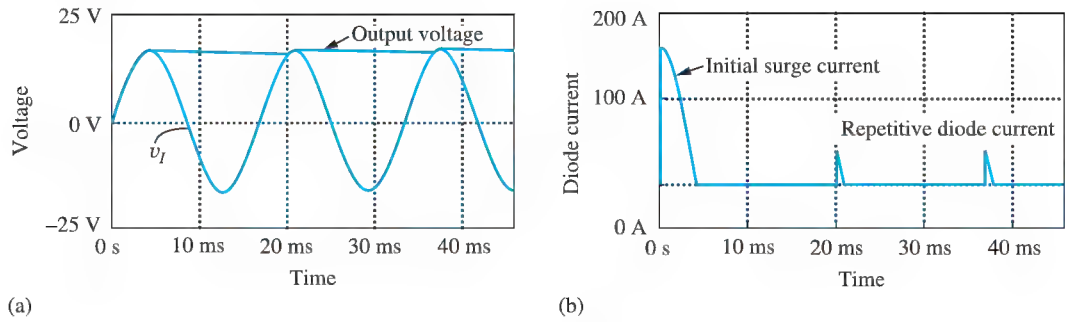 25 V
Output voltage
Voltage
0 V
v_I
−25 V
0 s
10 ms
20 ms
30 ms
40 ms
Time
(a)
200 A
Initial surge current
Diode current
100 A
Repetitive diode current
0 A
0 s
10 ms
20 ms
30 ms
40 ms
Time
(b)